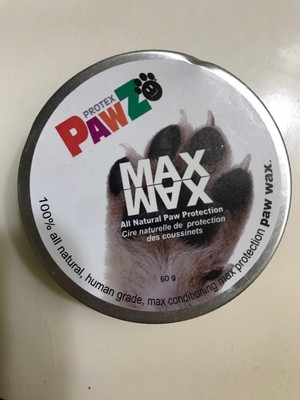 PROTEX
PAWZ
MAX
WAX
All Natural Paw Protection
Cire naturelle de protection
des coussinets
60 g
100% all natural, human grade, max conditioning max protection paw wax.